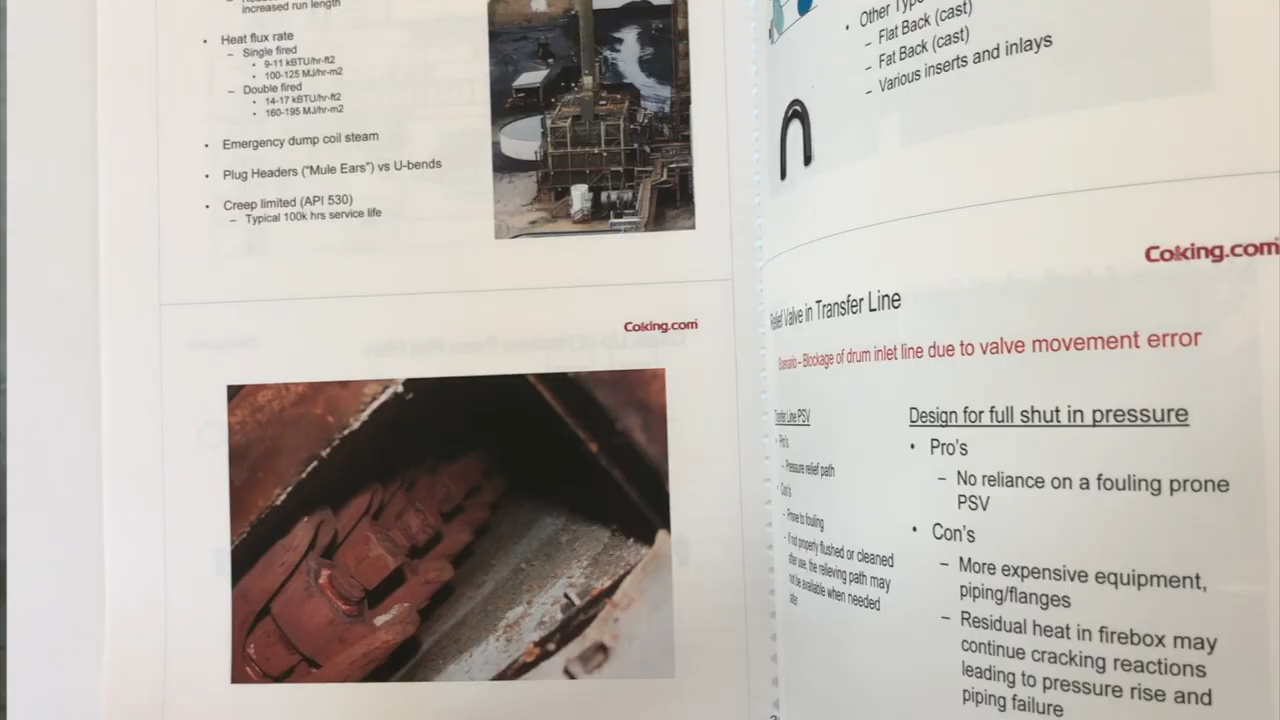 increased run length
• Heat flux rate
– Single fired
• 9-11 kBTU/hr-ft2
• 100-125 MJ/hr-m2
– Double fired
• 14-17 kBTU/hr-ft2
• 160-195 MJ/hr-m2
• Emergency dump coil steam
• Plug Headers ("Mule Ears") vs U-bends
• Creep limited (API 530)
– Typical 100k hrs service life
Coking.com
• Other
– Flat Back (cast)
– Fat Back (cast)
– Various inserts and inlays
Coking.com
Relief Valve in Transfer Line
Scenario – Blockage of drum inlet line due to valve movement error
Transfer Line PSV
• Pro's
– Pressure relief path
• Con's
– Prone to fouling
– If not properly flushed or cleaned
after use, the relieving path may
not be available when needed
later
Design for full shut in pressure
• Pro's
– No reliance on a fouling prone
PSV
• Con's
– More expensive equipment,
piping/flanges
– Residual heat in firebox may
continue cracking reactions
leading to pressure rise and
piping failure